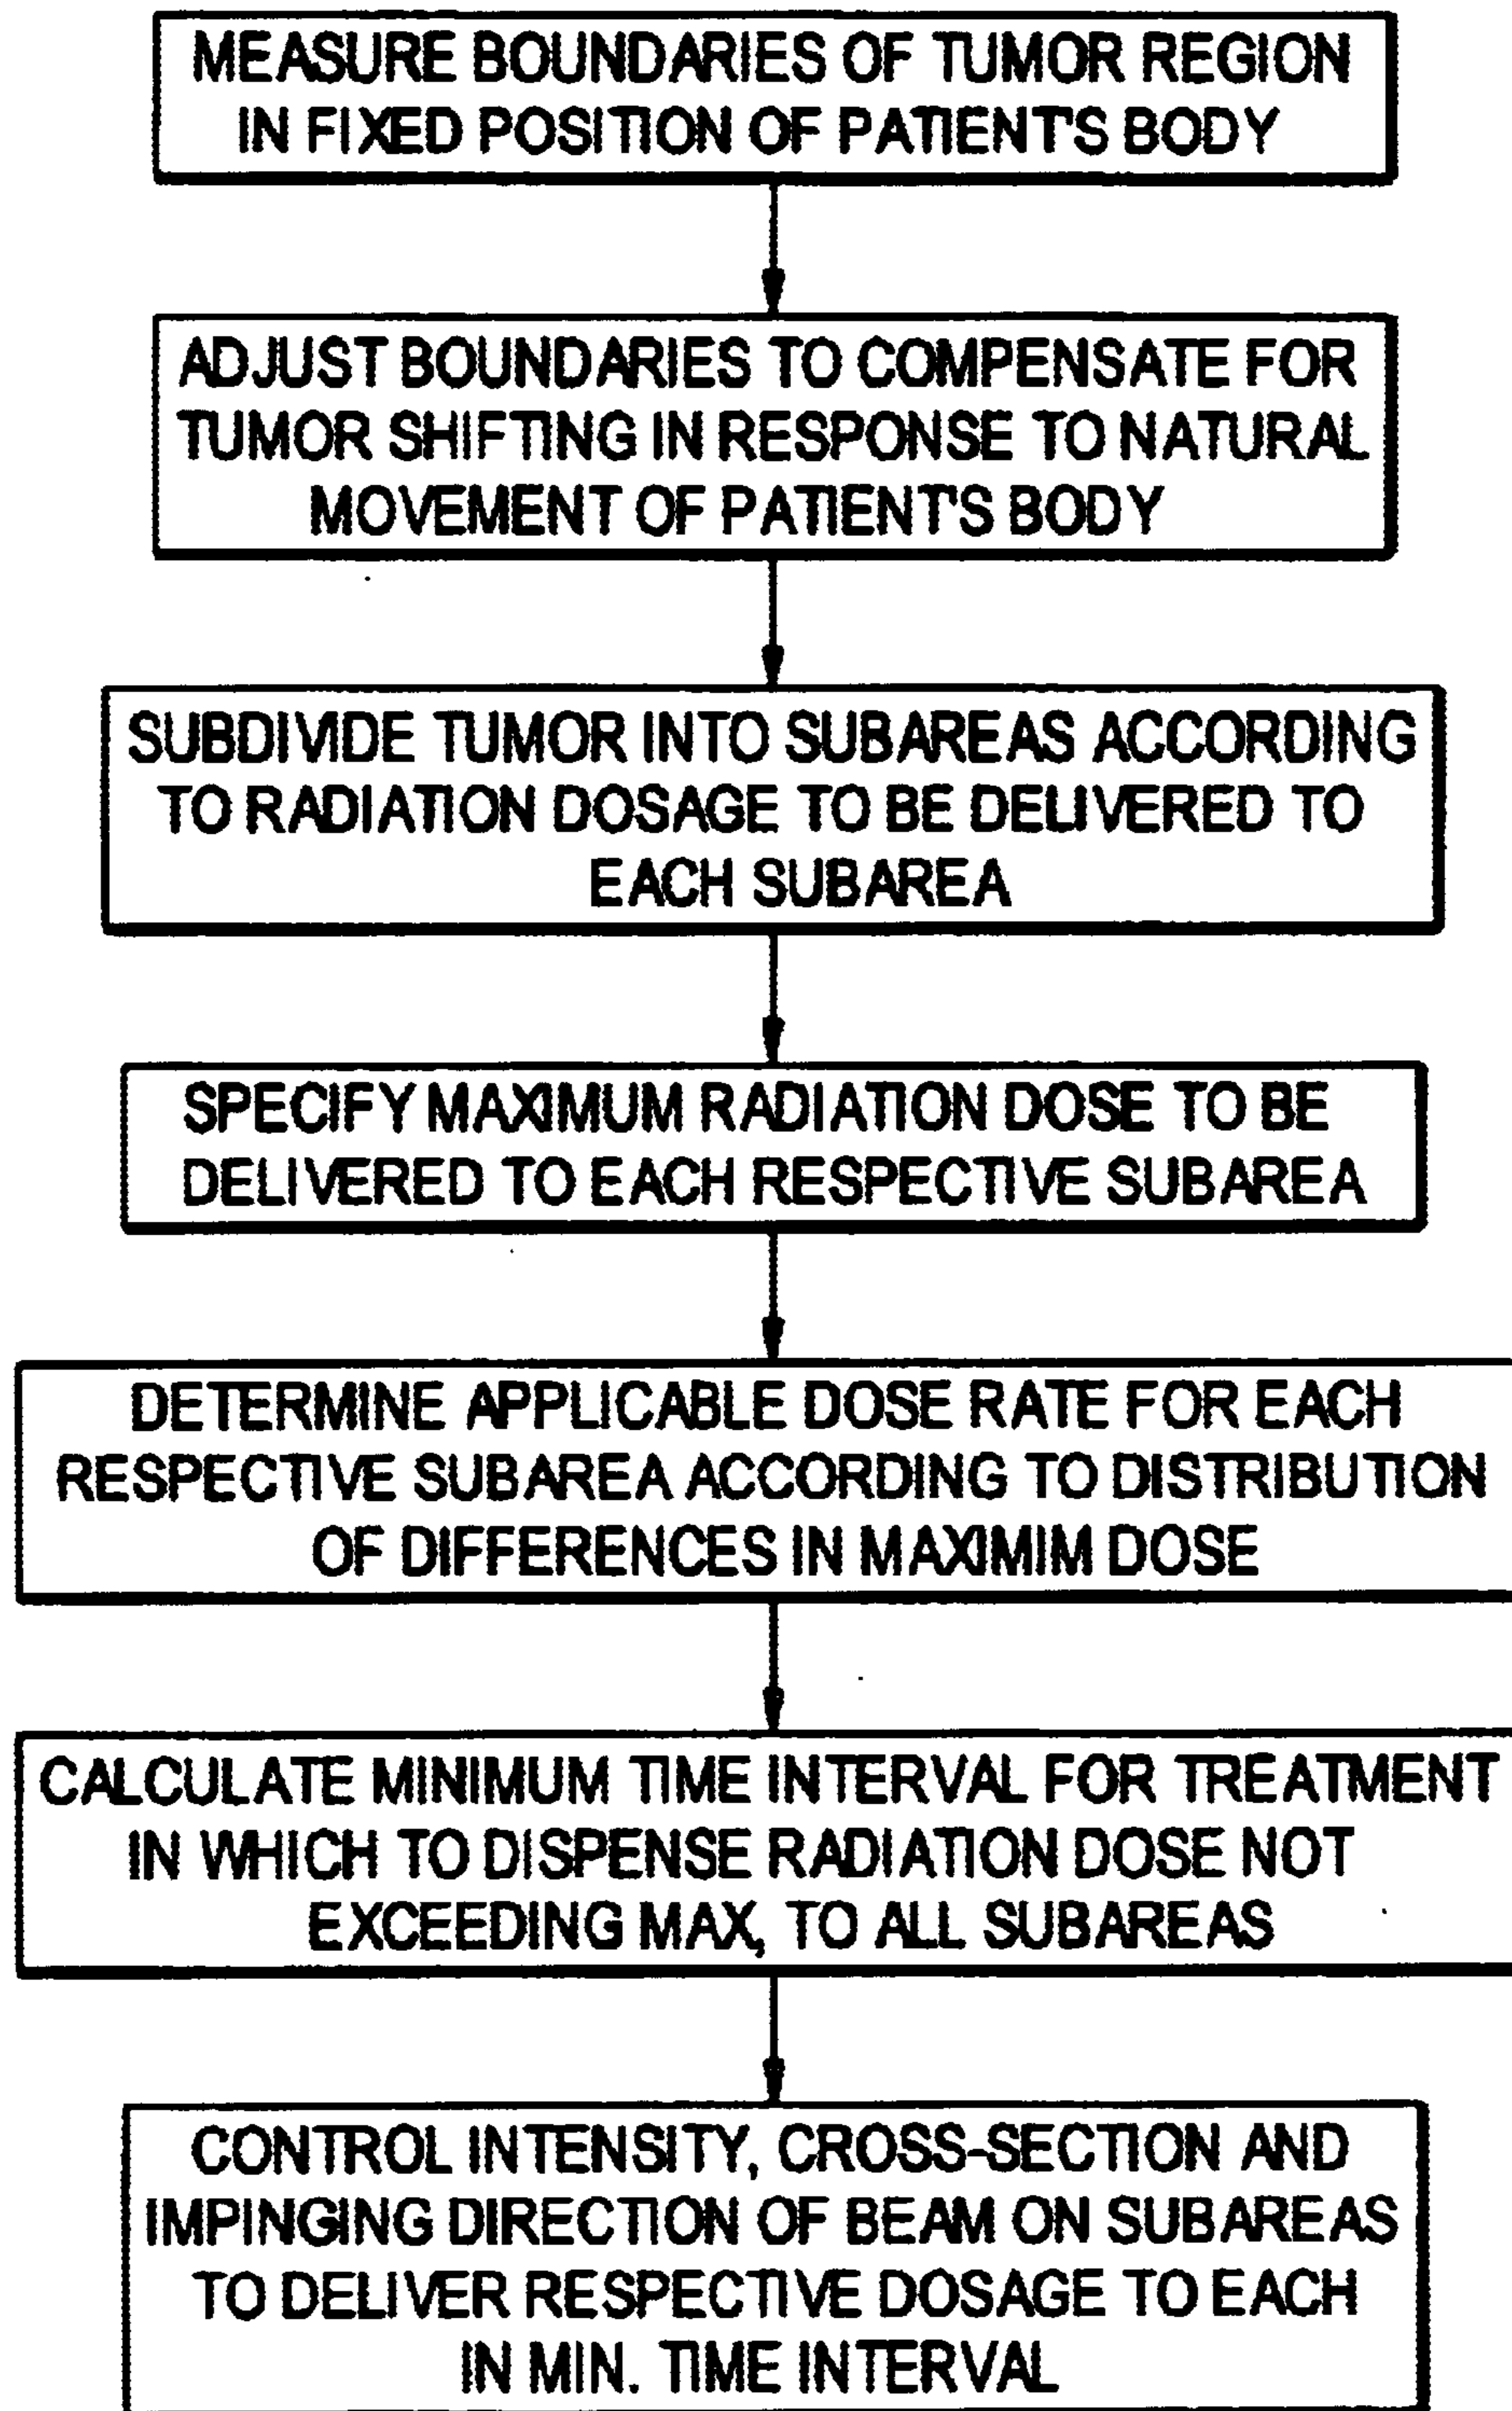 MEASURE BOUNDARIES OF TUMOR REGION
IN FIXED POSITION OF PATIENT'S BODY
ADJUST BOUNDARIES TO COMPENSATE FOR
TUMOR SHIFTING IN RESPONSE TO NATURAL
MOVEMENT OF PATIENT'S BODY
SUBDIVIDE TUMOR INTO SUBAREAS ACCORDING
TO RADIATION DOSAGE TO BE DELIVERED TO
EACH SUBAREA
SPECIFY MAXIMUM RADIATION DOSE TO BE
DELIVERED TO EACH RESPECTIVE SUBAREA
DETERMINE APPLICABLE DOSE RATE FOR EACH
RESPECTIVE SUBAREA ACCORDING TO DISTRIBUTION
OF DIFFERENCES IN MAXIMIM DOSE
CALCULATE MINIMUM TIME INTERVAL FOR TREATMENT
IN WHICH TO DISPENSE RADIATION DOSE NOT
EXCEEDING MAX, TO ALL SUBAREAS
CONTROL INTENSITY, CROSS-SECTION AND
IMPINGING DIRECTION OF BEAM ON SUBAREAS
TO DELIVER RESPECTIVE DOSAGE TO EACH
IN MIN. TIME INTERVAL